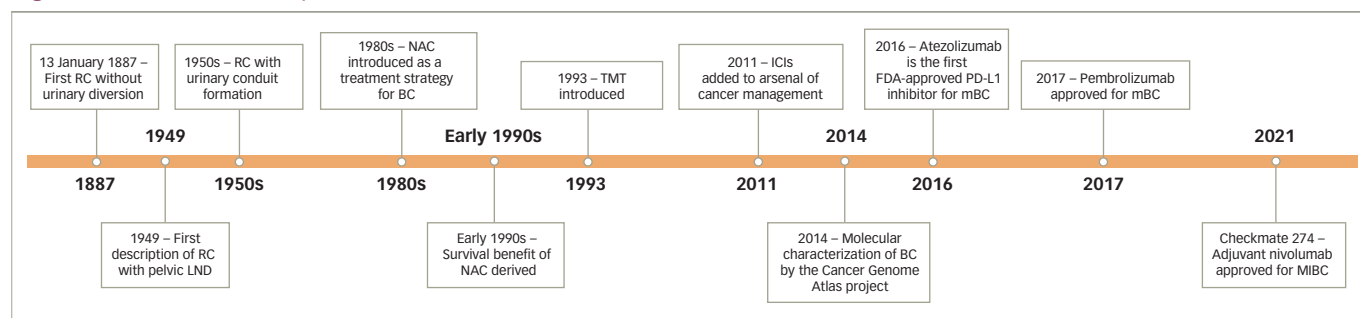 13 January 1887 –
First RC without
urinary diversion
1950s – RC with
urinary conduit
formation
1980s – NAC
introduced as a
treatment strategy
for BC
1993 – TMT
introduced
2011 – ICIs
added to arsenal of
cancer management
2016 – Atezolizumab
is the first
FDA-approved PD-L1
inhibitor for mBC
2017 – Pembrolizumab
approved for mBC
1949
Early 1990s
2014
2021
1887
1950s
1980s
1993
2011
2016
2017
1949 – First
description of RC
with pelvic LND
Early 1990s –
Survival benefit of
NAC derived
2014 – Molecular
characterization of BC
by the Cancer Genome
Atlas project
Checkmate 274 –
Adjuvant nivolumab
approved for MIBC